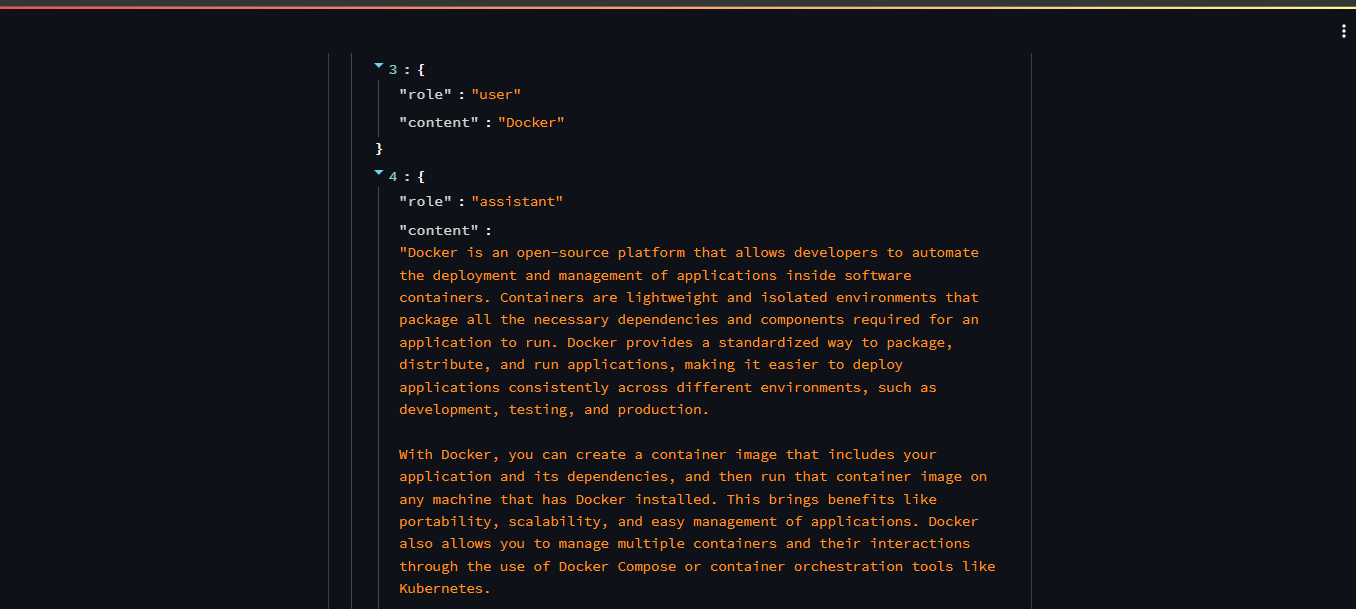 3 : {
"role" : "user"
"content" : "Docker"
}
4 : {
"role" : "assistant"
"content" :
"Docker is an open-source platform that allows developers to automate
the deployment and management of applications inside software
containers. Containers are lightweight and isolated environments that
package all the necessary dependencies and components required for an
application to run. Docker provides a standardized way to package,
distribute, and run applications, making it easier to deploy
applications consistently across different environments, such as
development, testing, and production.
With Docker, you can create a container image that includes your
application and its dependencies, and then run that container image on
any machine that has Docker installed. This brings benefits like
portability, scalability, and easy management of applications. Docker
also allows you to manage multiple containers and their interactions
through the use of Docker Compose or container orchestration tools like
Kubernetes.